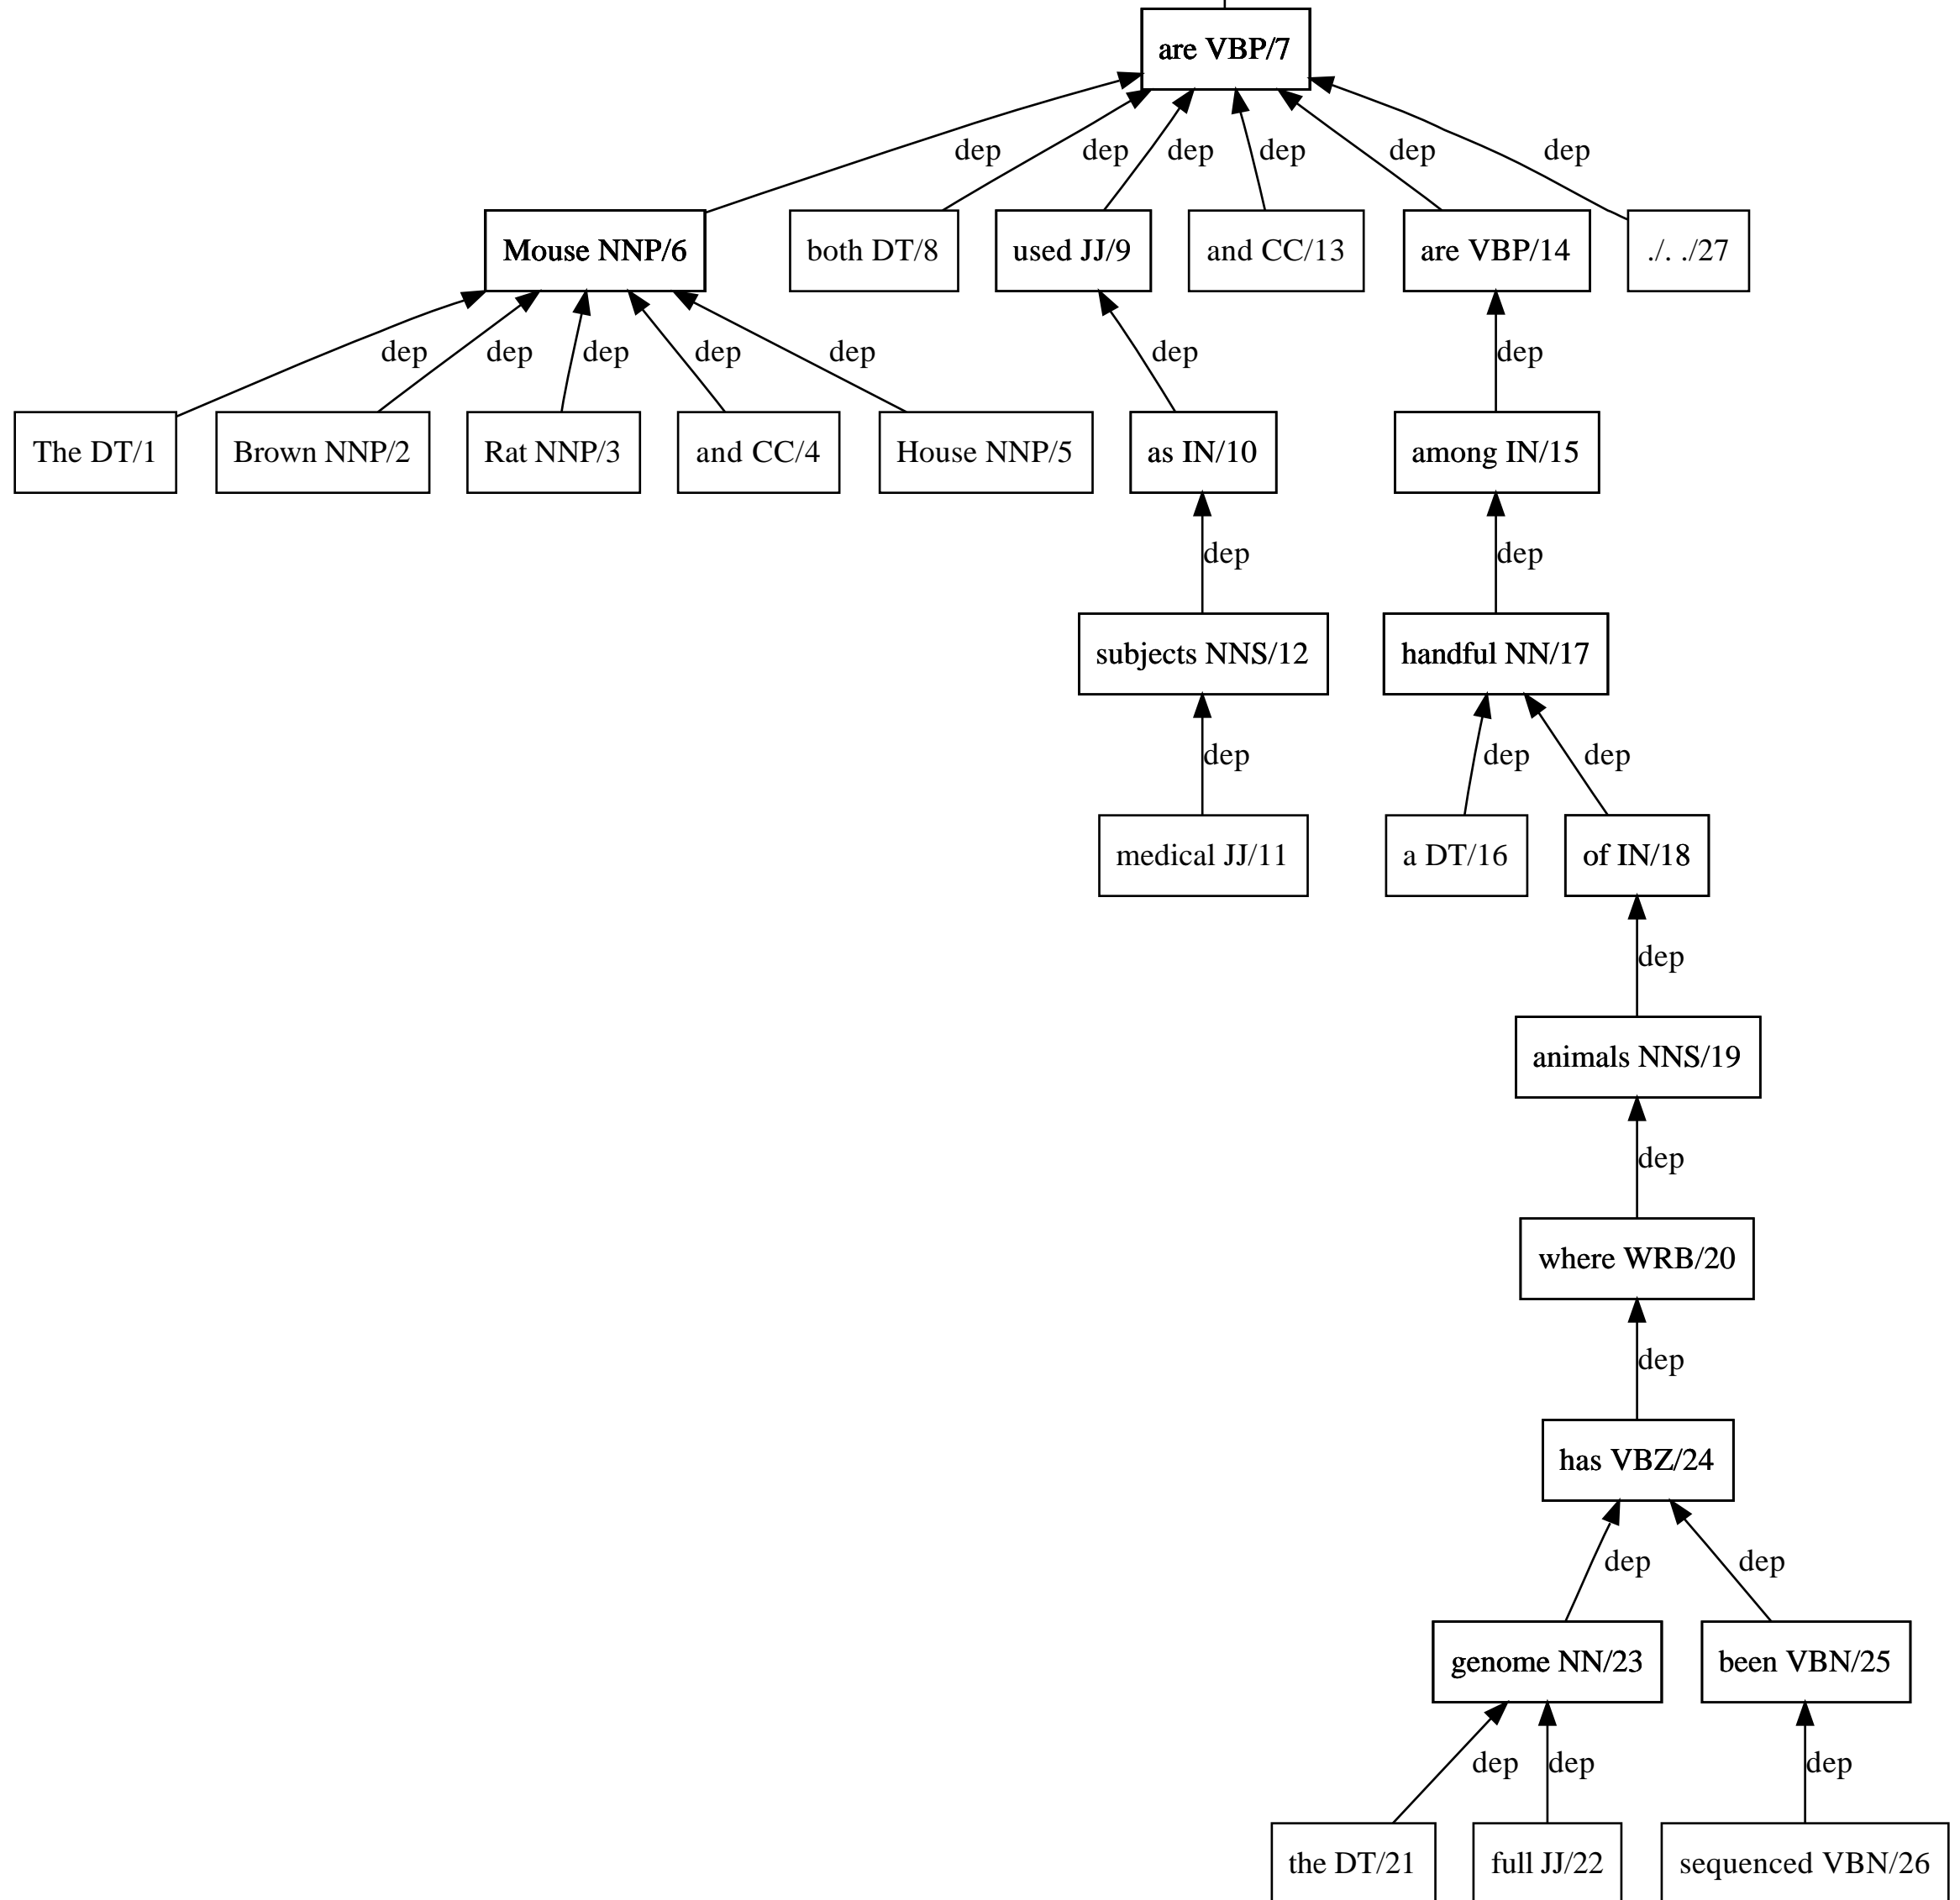 are VBP/7
dep dep dep dep dep dep
Mouse NNP/6 both DT/8 used JJ/9 and CC/13 are VBP/14 ./. ./27
dep dep dep dep dep dep dep
The DT/1 Brown NNP/2 Rat NNP/3 and CC/4 House NNP/5 as IN/10 among IN/15
dep dep
subjects NNS/12 handful NN/17
dep dep dep
medical JJ/11 a DT/16 of IN/18
dep
animals NNS/19
dep
where WRB/20
dep
has VBZ/24
dep dep
genome NN/23 been VBN/25
dep dep dep
the DT/21 full JJ/22 sequenced VBN/26